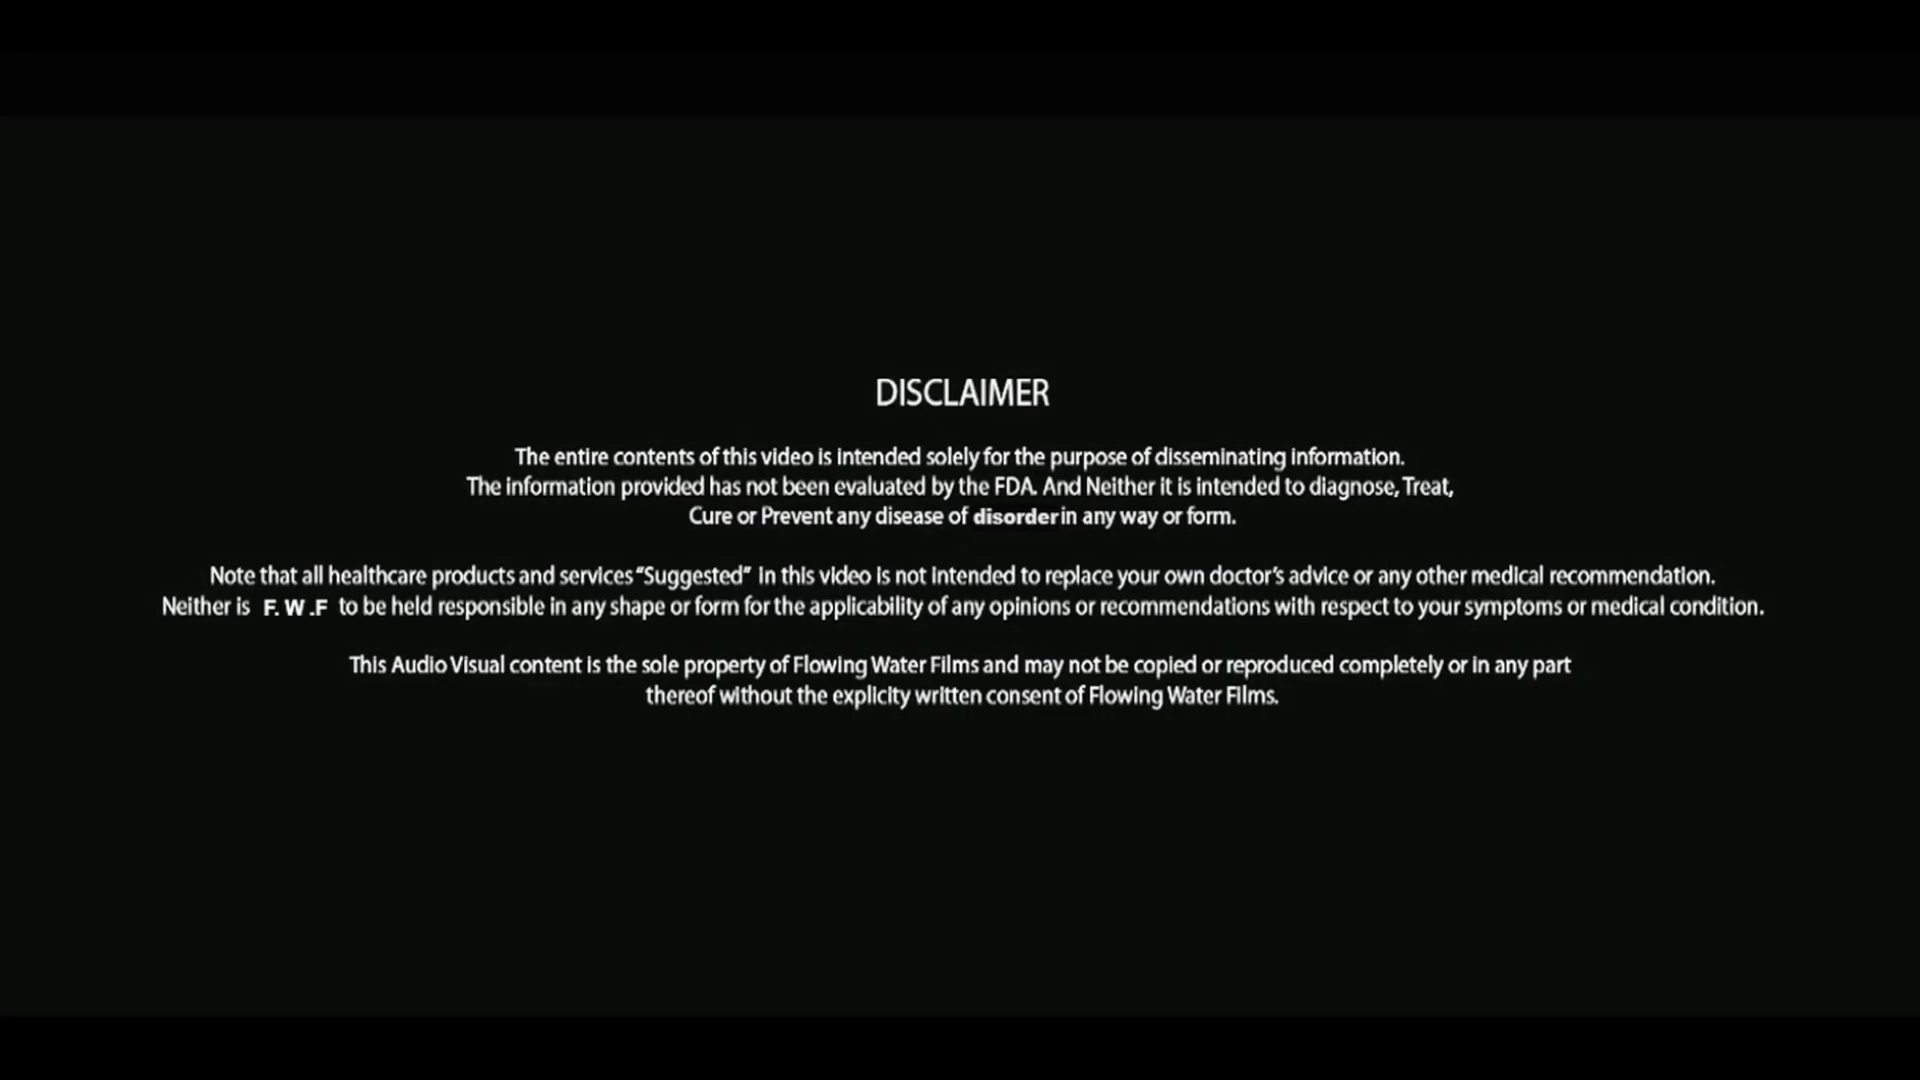 DISCLAIMER
The entire contents of this video is intended solely for the purpose of disseminating information.
The information provided has not been evaluated by the FDA. And Neither it is intended to diagnose, Treat,
Cure or Prevent any disease of disorder in any way or form.
Note that all healthcare products and services “Suggested” in this video is not intended to replace your own doctor’s advice or any other medical recommendation.
Neither is F. W .F to be held responsible in any shape or form for the applicability of any opinions or recommendations with respect to your symptoms or medical condition.
This Audio Visual content is the sole property of Flowing Water Films and may not be copied or reproduced completely or in any part
thereof without the explicity written consent of Flowing Water Films.